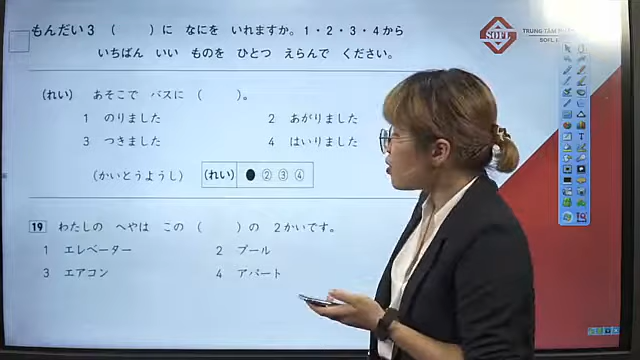 もんだい3 (　　)に なにを いれますか。1・2・3・4から
いちばん いい ものを ひとつ えらんで ください。
SOFL
TRUNG TÂM
SOFL
(れい) あそこで バスに (　　)。
1 のりました
2 あがりました
3 つきました
4 はいりました
(かいとうようし)
(れい) ● ② ③ ④
19 わたしの へやは この (　　)の 2かいです。
1 エレベーター
2 プール
3 エアコン
4 アパート